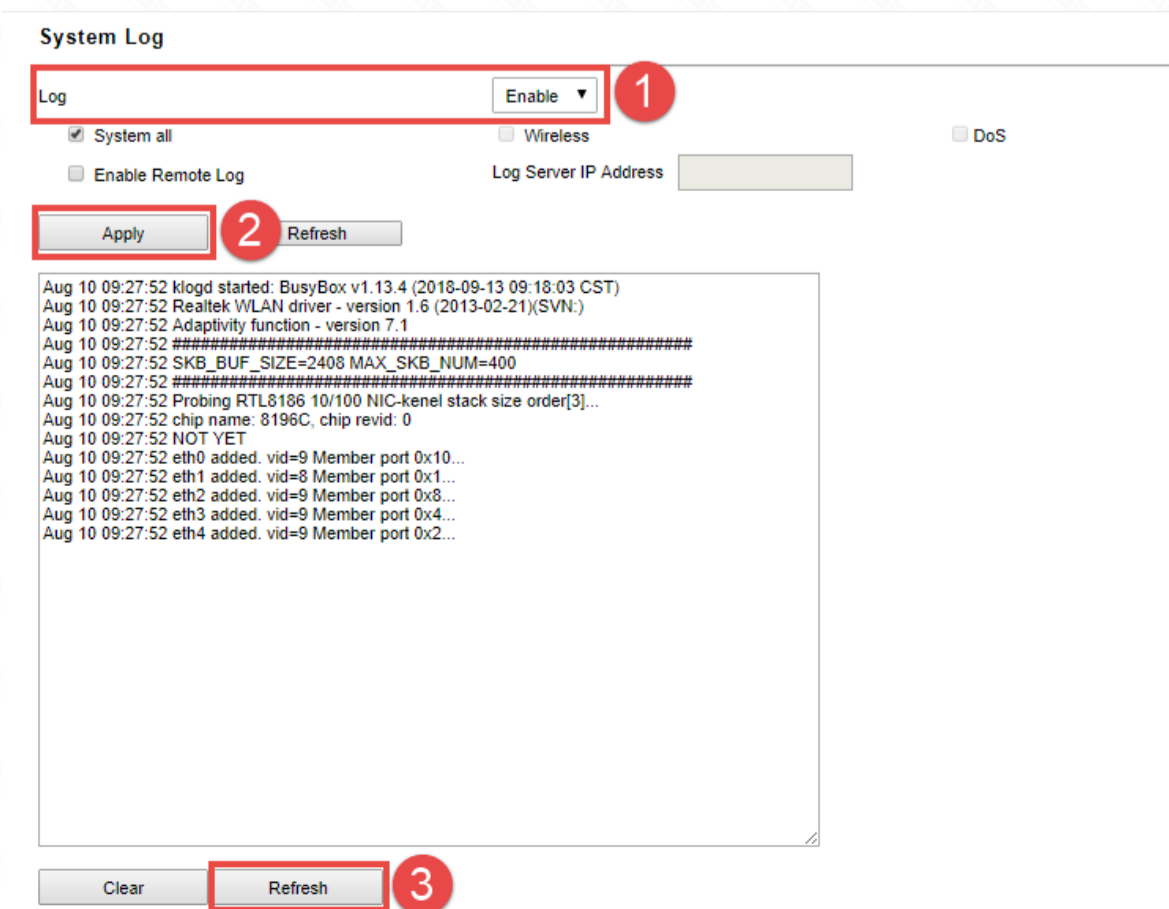 System Log
Log Enable ▼ 1
System all Wireless DoS
Enable Remote Log Log Server IP Address
Apply 2 Refresh
Aug 10 09:27:52 klogd started: BusyBox v1.13.4 (2018-09-13 09:18:03 CST)
Aug 10 09:27:52 Realtek WLAN driver - version 1.6 (2013-02-21)(SVN:)
Aug 10 09:27:52 Adaptivity function - version 7.1
Aug 10 09:27:52 #######################################################
Aug 10 09:27:52 SKB_BUF_SIZE=2408 MAX_SKB_NUM=400
Aug 10 09:27:52 #######################################################
Aug 10 09:27:52 Probing RTL8186 10/100 NIC-kenel stack size order[3]...
Aug 10 09:27:52 chip name: 8196C, chip revid: 0
Aug 10 09:27:52 NOT YET
Aug 10 09:27:52 eth0 added. vid=9 Member port 0x10...
Aug 10 09:27:52 eth1 added. vid=8 Member port 0x1...
Aug 10 09:27:52 eth2 added. vid=9 Member port 0x8...
Aug 10 09:27:52 eth3 added. vid=9 Member port 0x4...
Aug 10 09:27:52 eth4 added. vid=9 Member port 0x2...
Clear Refresh 3